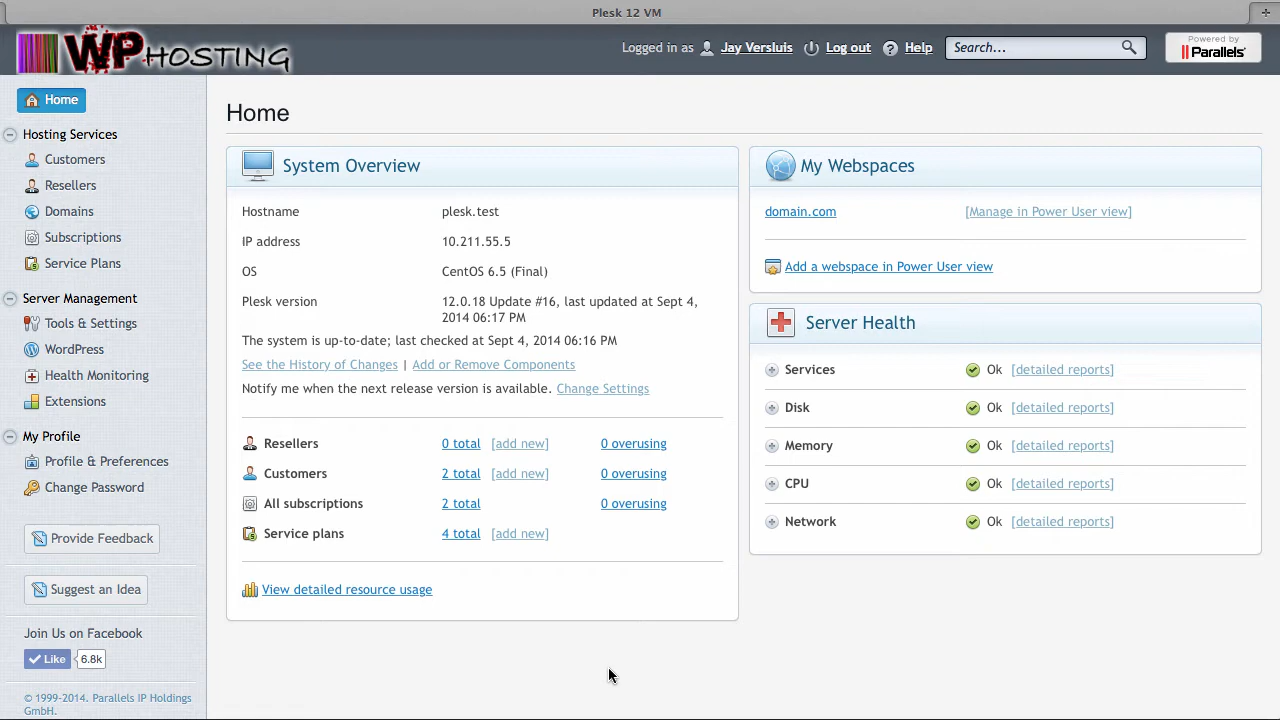 Plesk 12 VM
WP HOSTING
Logged in as Jay Versluis Log out Help Search...
Powered by
Parallels
Home
Hosting Services
Customers
Resellers
Domains
Subscriptions
Service Plans
Server Management
Tools & Settings
WordPress
Health Monitoring
Extensions
My Profile
Profile & Preferences
Change Password
Provide Feedback
Suggest an Idea
Join Us on Facebook
Like 6.8k
© 1999-2014. Parallels IP Holdings
GmbH.
Home
System Overview
Hostname plesk.test
IP address 10.211.55.5
OS CentOS 6.5 (Final)
Plesk version 12.0.18 Update #16, last updated at Sept 4,
2014 06:17 PM
The system is up-to-date; last checked at Sept 4, 2014 06:16 PM
See the History of Changes | Add or Remove Components
Notify me when the next release version is available. Change Settings
Resellers 0 total [add new] 0 overusing
Customers 2 total [add new] 0 overusing
All subscriptions 2 total 0 overusing
Service plans 4 total [add new]
View detailed resource usage
My Webspaces
domain.com [Manage in Power User view]
Add a webspace in Power User view
Server Health
Services Ok [detailed reports]
Disk Ok [detailed reports]
Memory Ok [detailed reports]
CPU Ok [detailed reports]
Network Ok [detailed reports]